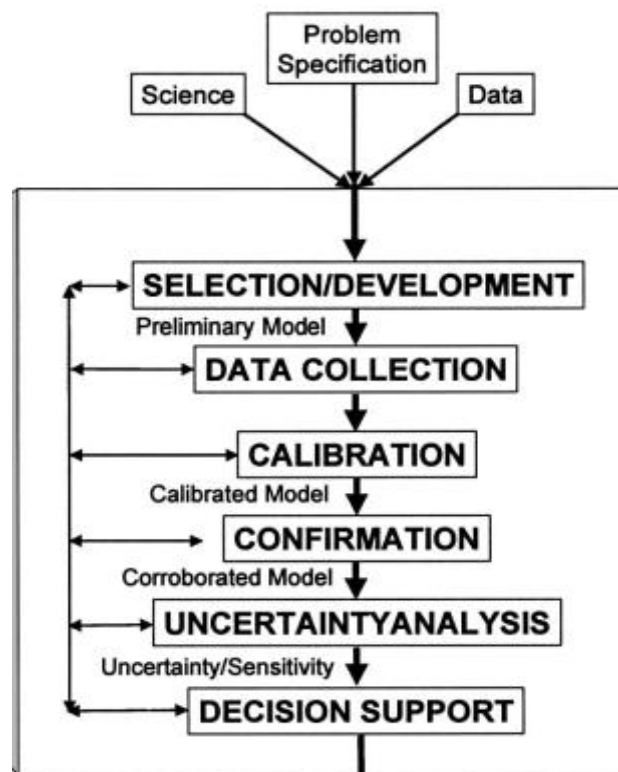 Problem
Specification
Science
Data
SELECTION/DEVELOPMENT
Preliminary Model
DATA COLLECTION
CALIBRATION
Calibrated Model
CONFIRMATION
Corroborated Model
UNCERTAINTYANALYSIS
Uncertainty/Sensitivity
DECISION SUPPORT